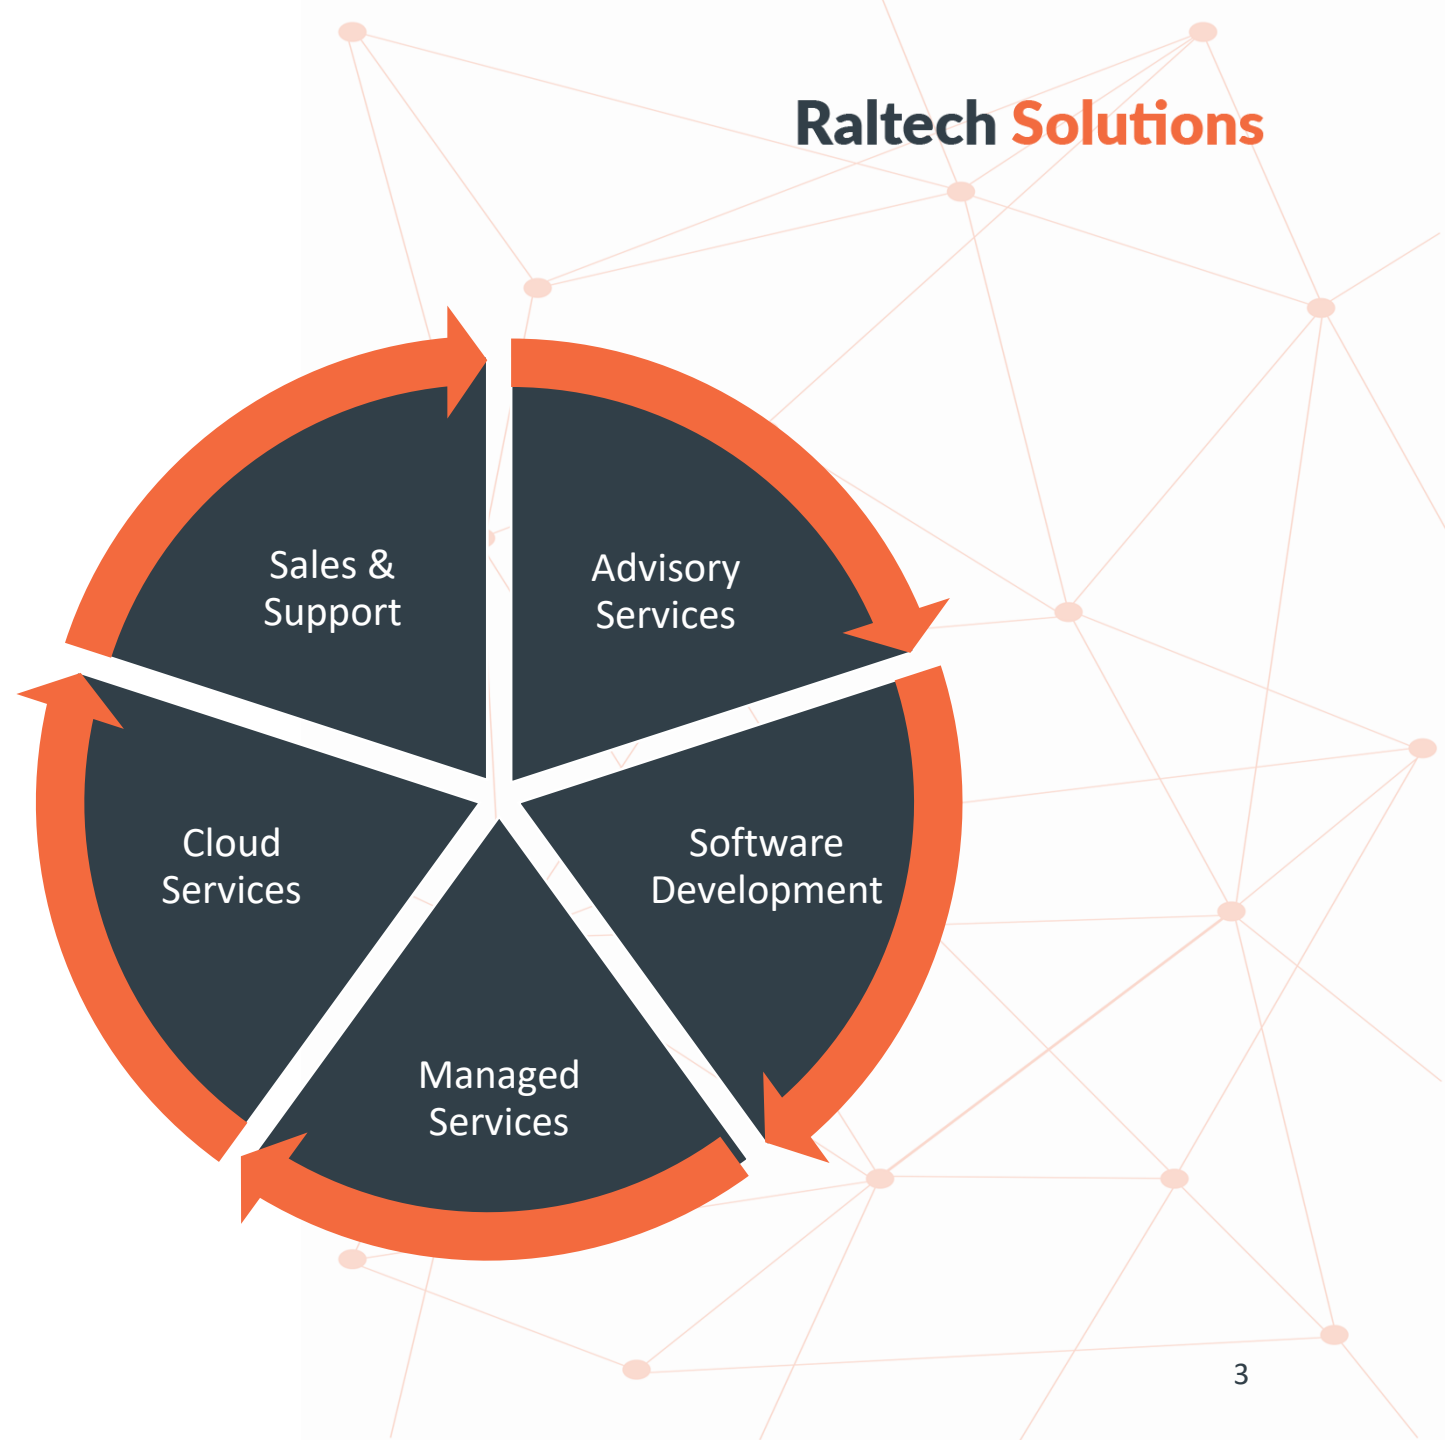 Raltech Solutions
Sales &
Support
Advisory
Services
Cloud
Services
Software
Development
Managed
Services
3